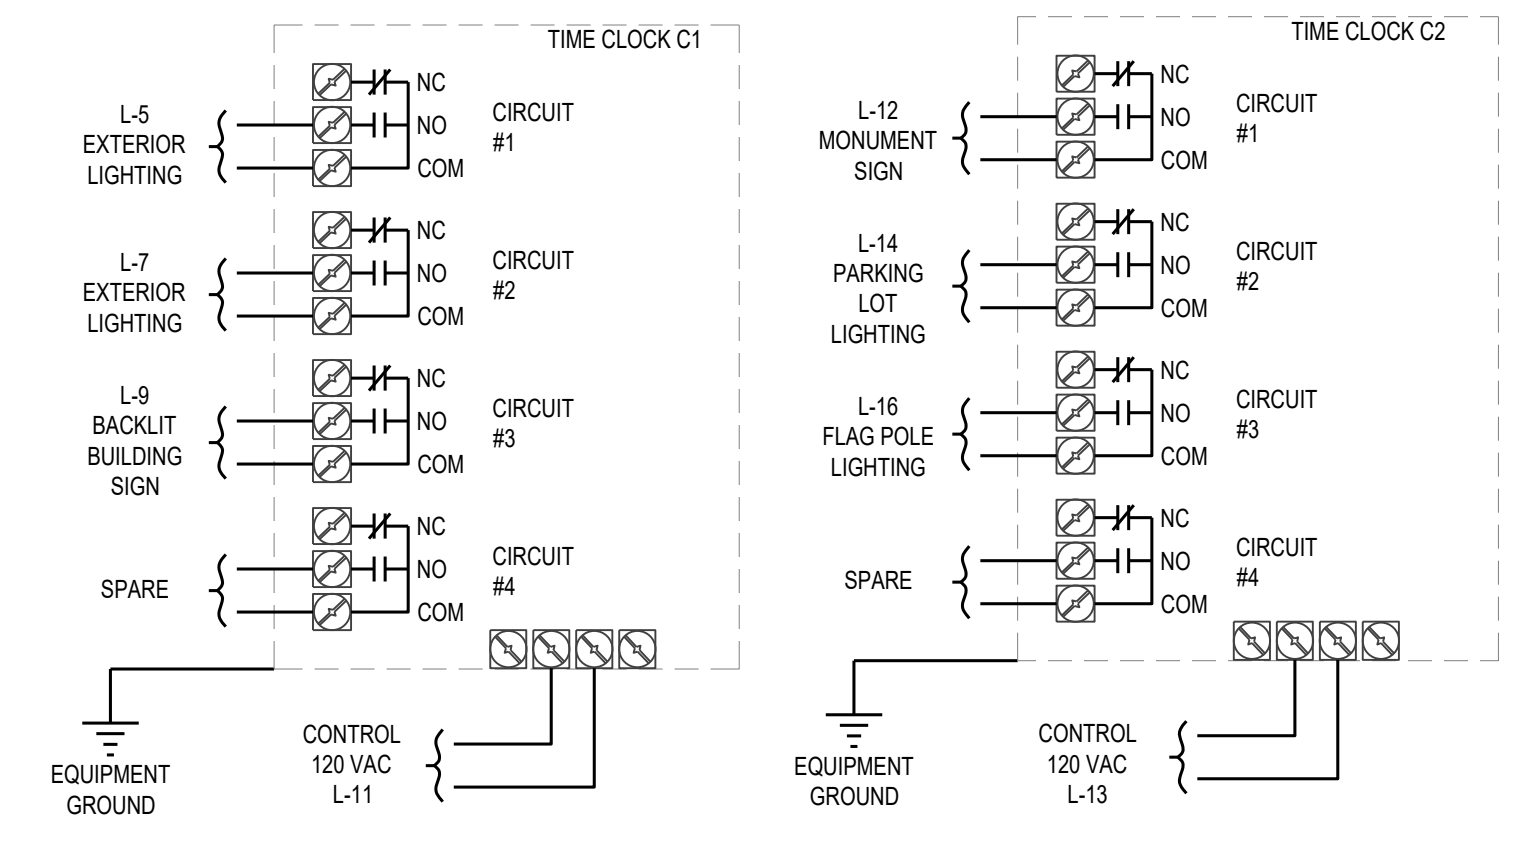 TIME CLOCK C1
L-5
EXTERIOR
LIGHTING
NC
NO
COM
CIRCUIT
#1
L-7
EXTERIOR
LIGHTING
NC
NO
COM
CIRCUIT
#2
L-9
BACKLIT
BUILDING
SIGN
NC
NO
COM
CIRCUIT
#3
SPARE
NC
NO
COM
CIRCUIT
#4
EQUIPMENT
GROUND
CONTROL
120 VAC
L-11
TIME CLOCK C2
L-12
MONUMENT
SIGN
NC
NO
COM
CIRCUIT
#1
L-14
PARKING
LOT
LIGHTING
NC
NO
COM
CIRCUIT
#2
L-16
FLAG POLE
LIGHTING
NC
NO
COM
CIRCUIT
#3
SPARE
NC
NO
COM
CIRCUIT
#4
EQUIPMENT
GROUND
CONTROL
120 VAC
L-13